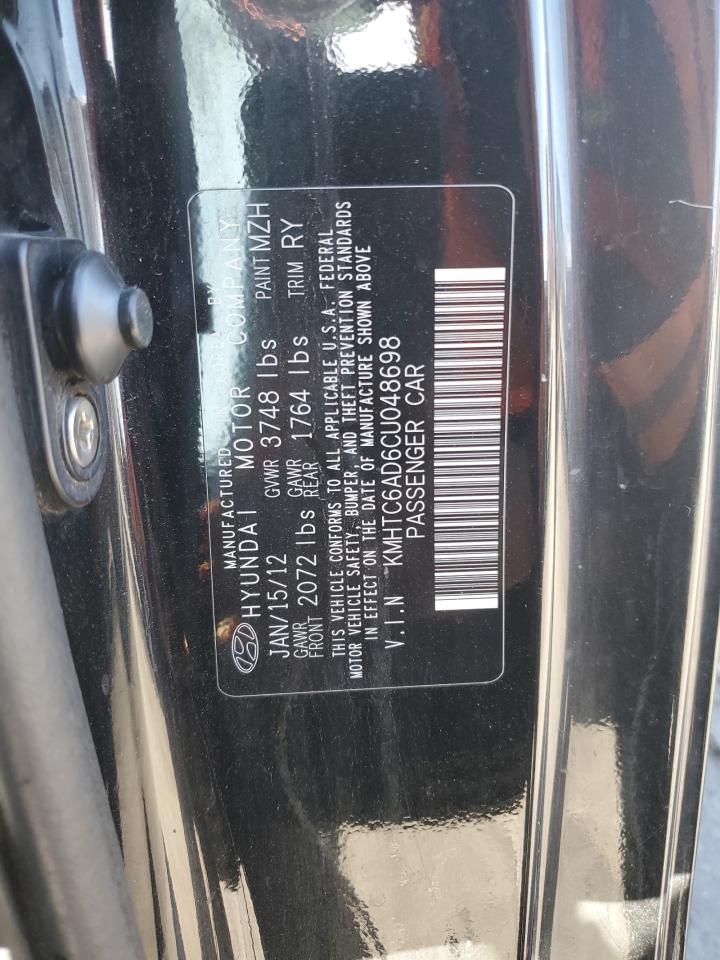 MANUFACTURED BY
HYUNDAI MOTOR COMPANY
JAN/15/12 GVWR 3748 lbs PAINT MZH
GAWR FRONT 2072 lbs GAWR REAR 1764 lbs TRIM RY
THIS VEHICLE CONFORMS TO ALL APPLICABLE U.S.A. FEDERAL
MOTOR VEHICLE SAFETY, BUMPER, AND THEFT PREVENTION STANDARDS
IN EFFECT ON THE DATE OF MANUFACTURE SHOWN ABOVE
V.I.N KMHTC6AD6CU048698
PASSENGER CAR